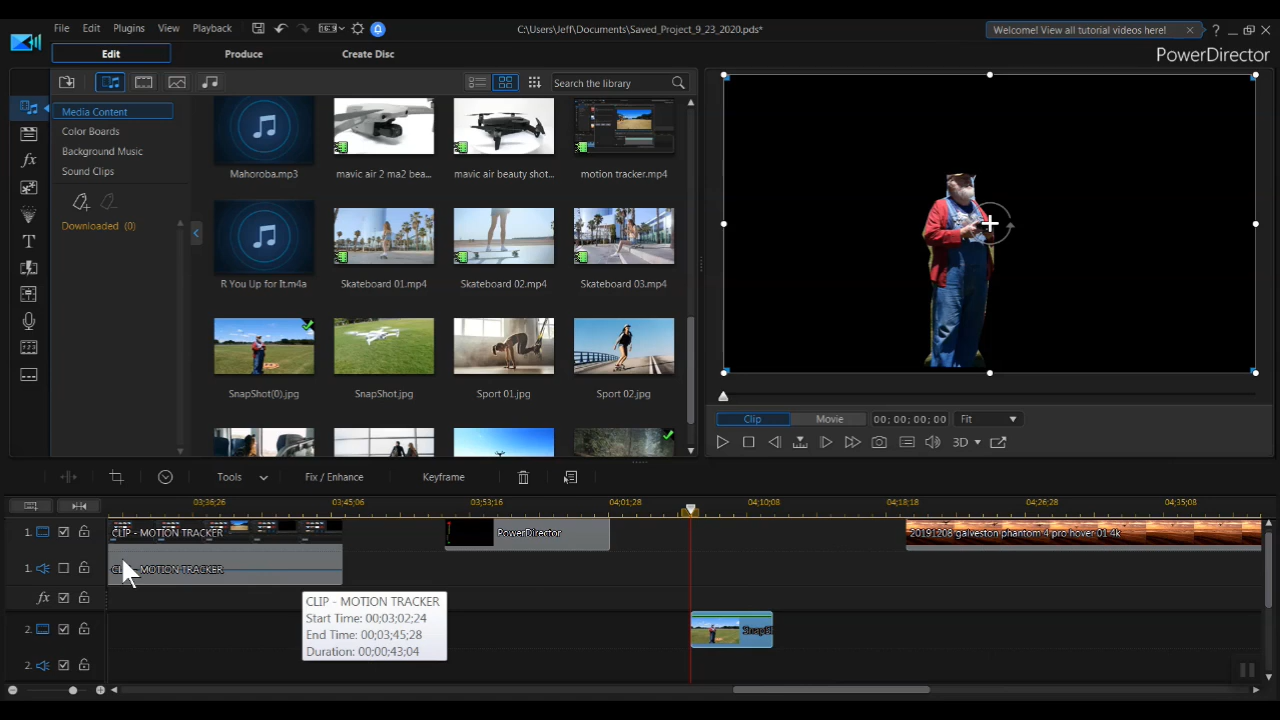 File Edit Plugins View Playback
C:\Users\Jeff\Documents\Saved_Project_9_23_2020.pds*
Welcome! View all tutorial videos here!
?
Edit Produce Create Disc
PowerDirector
Search the library
Media Content
Color Boards
Background Music
Sound Clips
Downloaded (0)
Mahoroba.mp3
mavic air 2 ma2 bea...
mavic air beauty shot...
motion tracker.mp4
R You Up for It.m4a
Skateboard 01.mp4
Skateboard 02.mp4
Skateboard 03.mp4
SnapShot(0).jpg
SnapShot.jpg
Sport 01.jpg
Sport 02.jpg
Clip Movie 00; 00; 00; 00 Fit
3D
Tools Fix / Enhance Keyframe
03;36;26 03;45;06 03;53;16 04;01;28 04;10;08 04;18;18 04;26;28 04;35;08
1. CLIP - MOTION TRACKER PowerDirector 20191208 galveston phantom 4 pro hover 01 4k
1. CLIP - MOTION TRACKER
fx
CLIP - MOTION TRACKER
Start Time: 00;03;02;24
End Time: 00;03;45;28
Duration: 00;00;43;04
2.
2.